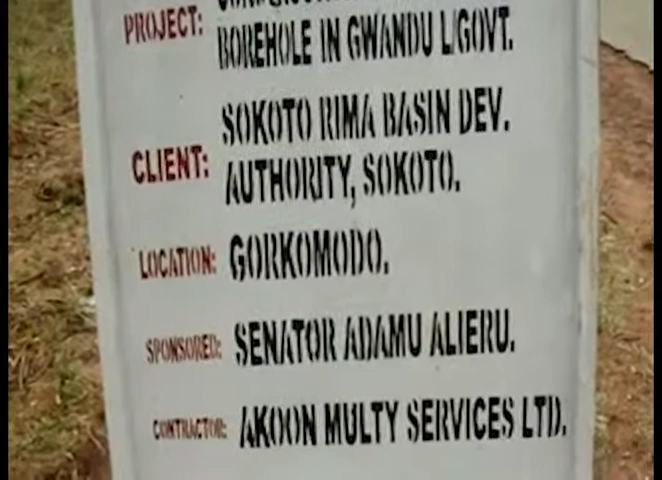 PROJECT:
BOREHOLE IN GWANDU L/GOVT.
CLIENT: SOKOTO RIMA BASIN DEV.
AUTHORITY, SOKOTO.
LOCATION: GORKOMODO.
SPONSORED: SENATOR ADAMU ALIERU.
CONTRACTOR: AKOON MULTY SERVICES LTD.